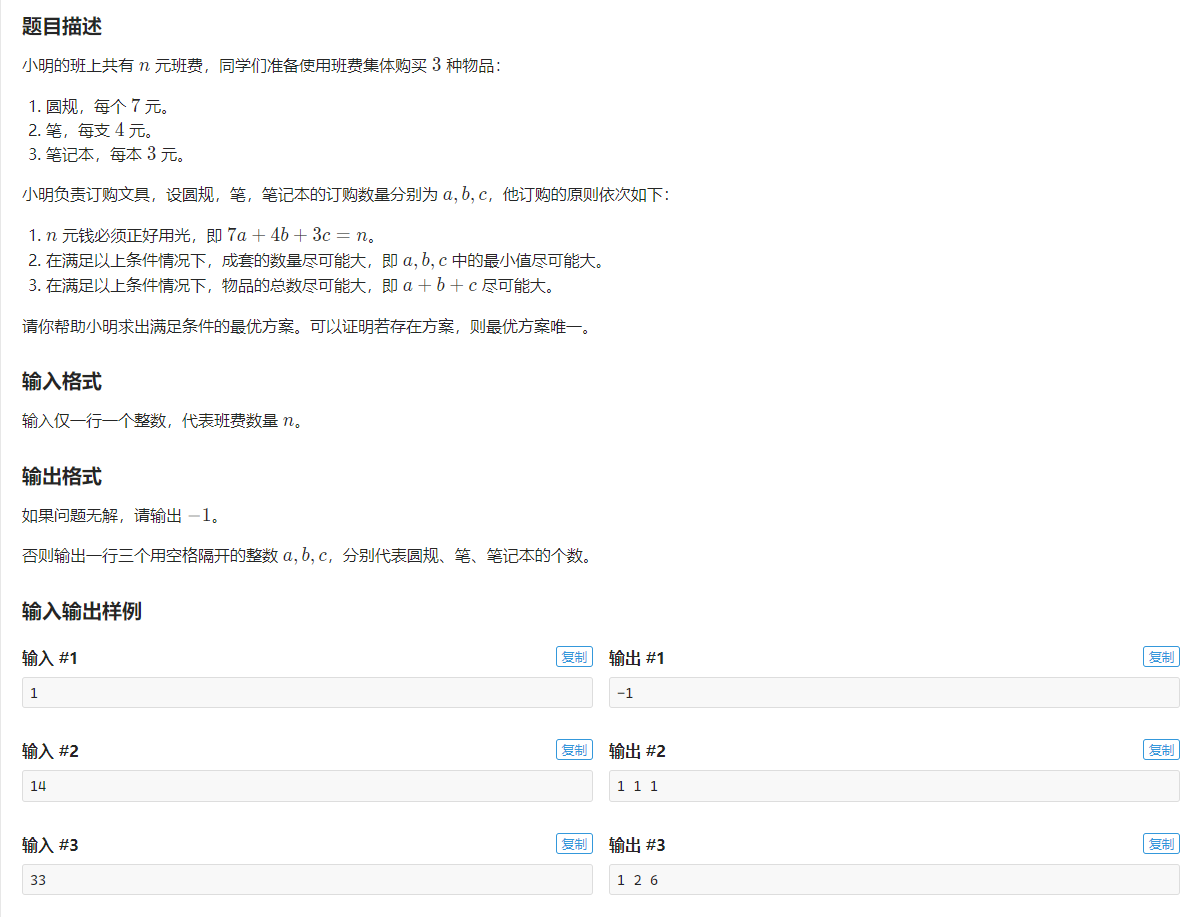 题目描述
小明的班上共有 n 元班费，同学们准备使用班费集体购买 3 种物品：
1. 圆规，每个 7 元。
2. 笔，每支 4 元。
3. 笔记本，每本 3 元。
小明负责订购文具，设圆规，笔，笔记本的订购数量分别为 a, b, c，他订购的原则依次如下：
1. n 元钱必须正好用光，即 7a + 4b + 3c = n。
2. 在满足以上条件情况下，成套的数量尽可能大，即 a, b, c 中的最小值尽可能大。
3. 在满足以上条件情况下，物品的总数尽可能大，即 a + b + c 尽可能大。
请你帮助小明求出满足条件的最优方案。可以证明若存在方案，则最优方案唯一。
输入格式
输入仅一行一个整数，代表班费数量 n。
输出格式
如果问题无解，请输出 −1。
否则输出一行三个用空格隔开的整数 a, b, c，分别代表圆规、笔、笔记本的个数。
输入输出样例
输入 #1 复制 输出 #1 复制
1 -1
输入 #2 复制 输出 #2 复制
14 1 1 1
输入 #3 复制 输出 #3 复制
33 1 2 6